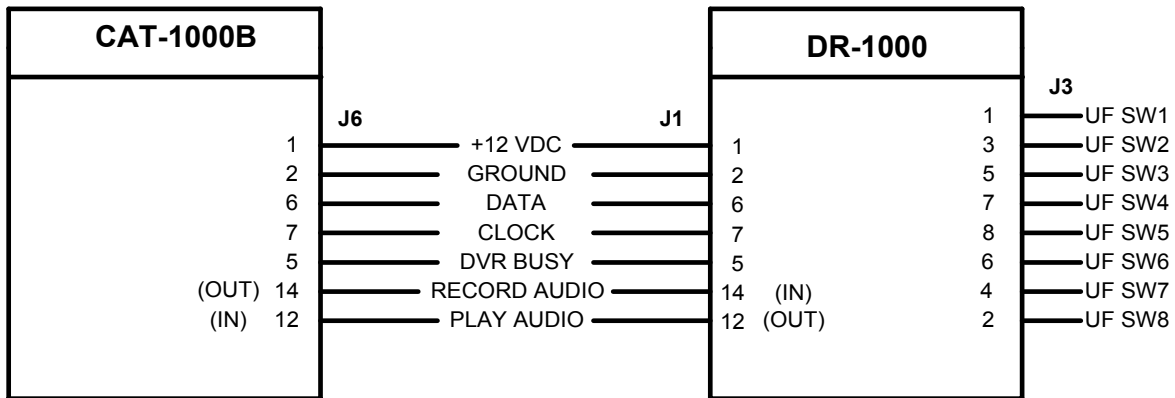 CAT-1000B
DR-1000
J3
J6
J1
1 UF SW1
1 +12 VDC 1 3 UF SW2
2 GROUND 2 5 UF SW3
6 DATA 6 7 UF SW4
7 CLOCK 7 8 UF SW5
5 DVR BUSY 5 6 UF SW6
(OUT) 14 RECORD AUDIO 14 (IN) 4 UF SW7
(IN) 12 PLAY AUDIO 12 (OUT) 2 UF SW8